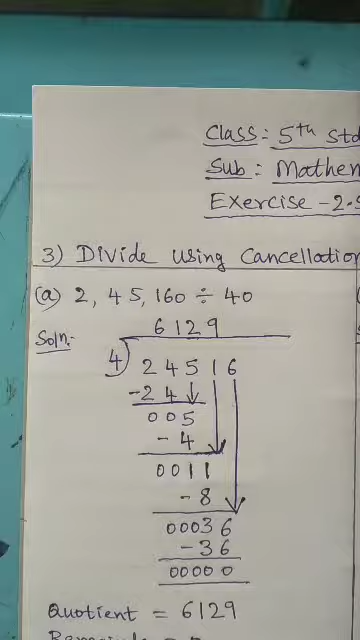 Class: 5th Std
Sub: Mathem
Exercise - 2.
3) Divide using Cancellation
(a) 2, 45, 160 ÷ 40
Soln:-
6129
4) 24516
-24
005
- 4
0011
- 8
00036
- 36
00000
Quotient = 6129